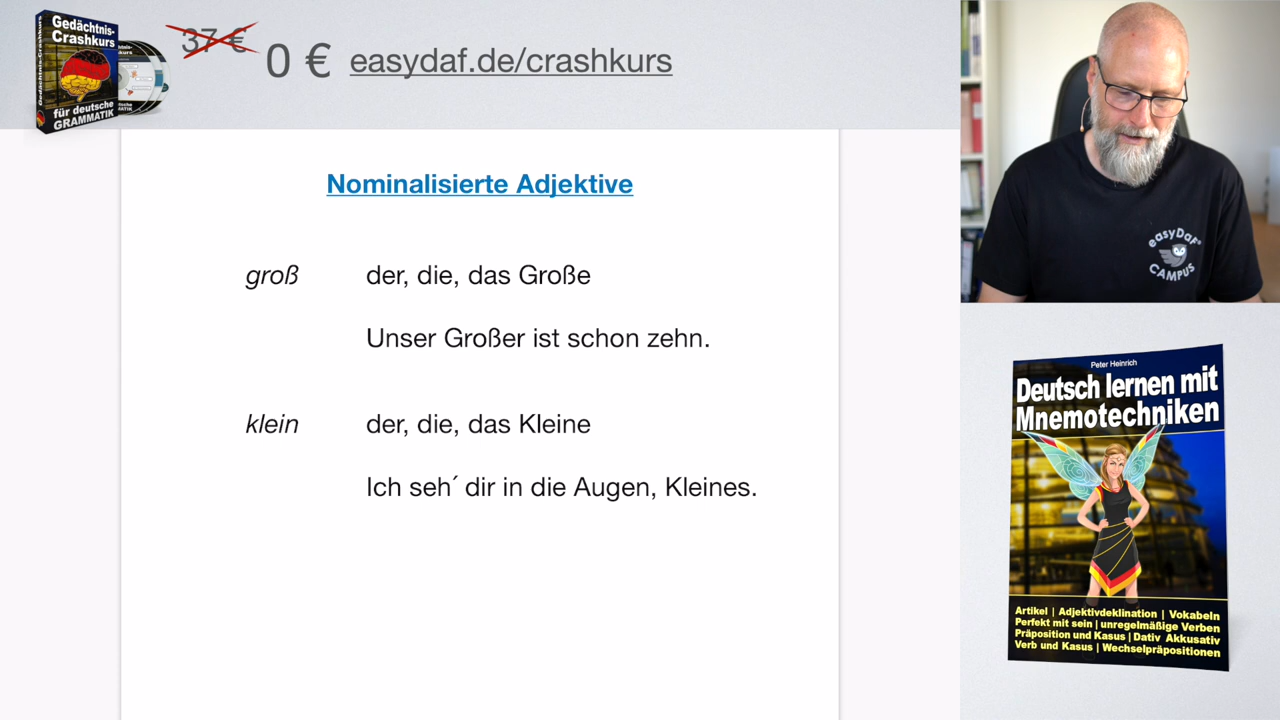 Gedächtnis-
Crashkurs
für deutsche
GRAMMATIK
37 €
0 € easydaf.de/crashkurs
Nominalisierte Adjektive
groß der, die, das Große
Unser Großer ist schon zehn.
klein der, die, das Kleine
Ich seh´ dir in die Augen, Kleines.
easyDaF®
CAMPUS
Peter Heinrich
Deutsch lernen mit
Mnemotechniken
Artikel | Adjektivdeklination | Vokabeln
Perfekt mit sein | unregelmäßige Verben
Präposition und Kasus | Dativ Akkusativ
Verb und Kasus | Wechselpräpositionen